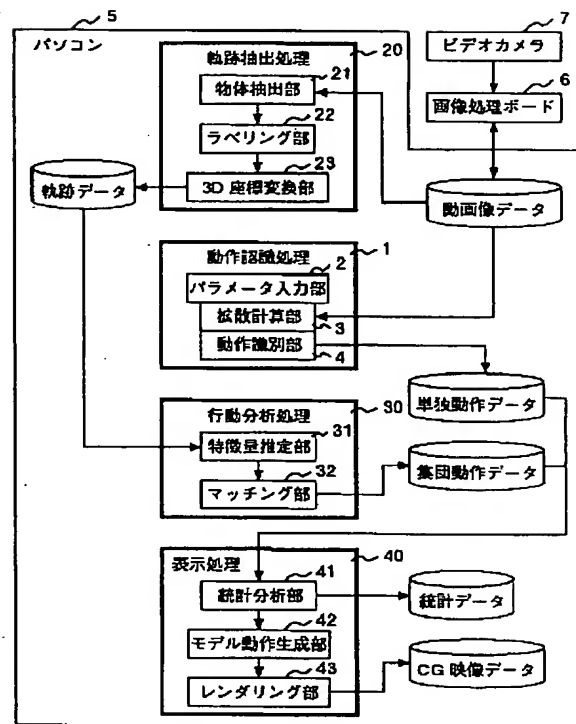 5
パソコン
20
軌跡抽出処理
21
物体抽出部
22
ラベリング部
23
3D 座標変換部
軌跡データ
7
ビデオカメラ
6
画像処理ボード
動画像データ
1
動作認識処理
2
パラメータ入力部
拡散計算部
3
動作識別部
4
単独動作データ
30
行動分析処理
31
特徴量推定部
32
マッチング部
集団動作データ
40
表示処理
41
統計分析部
統計データ
42
モデル動作生成部
43
レンダリング部
CG 映像データ